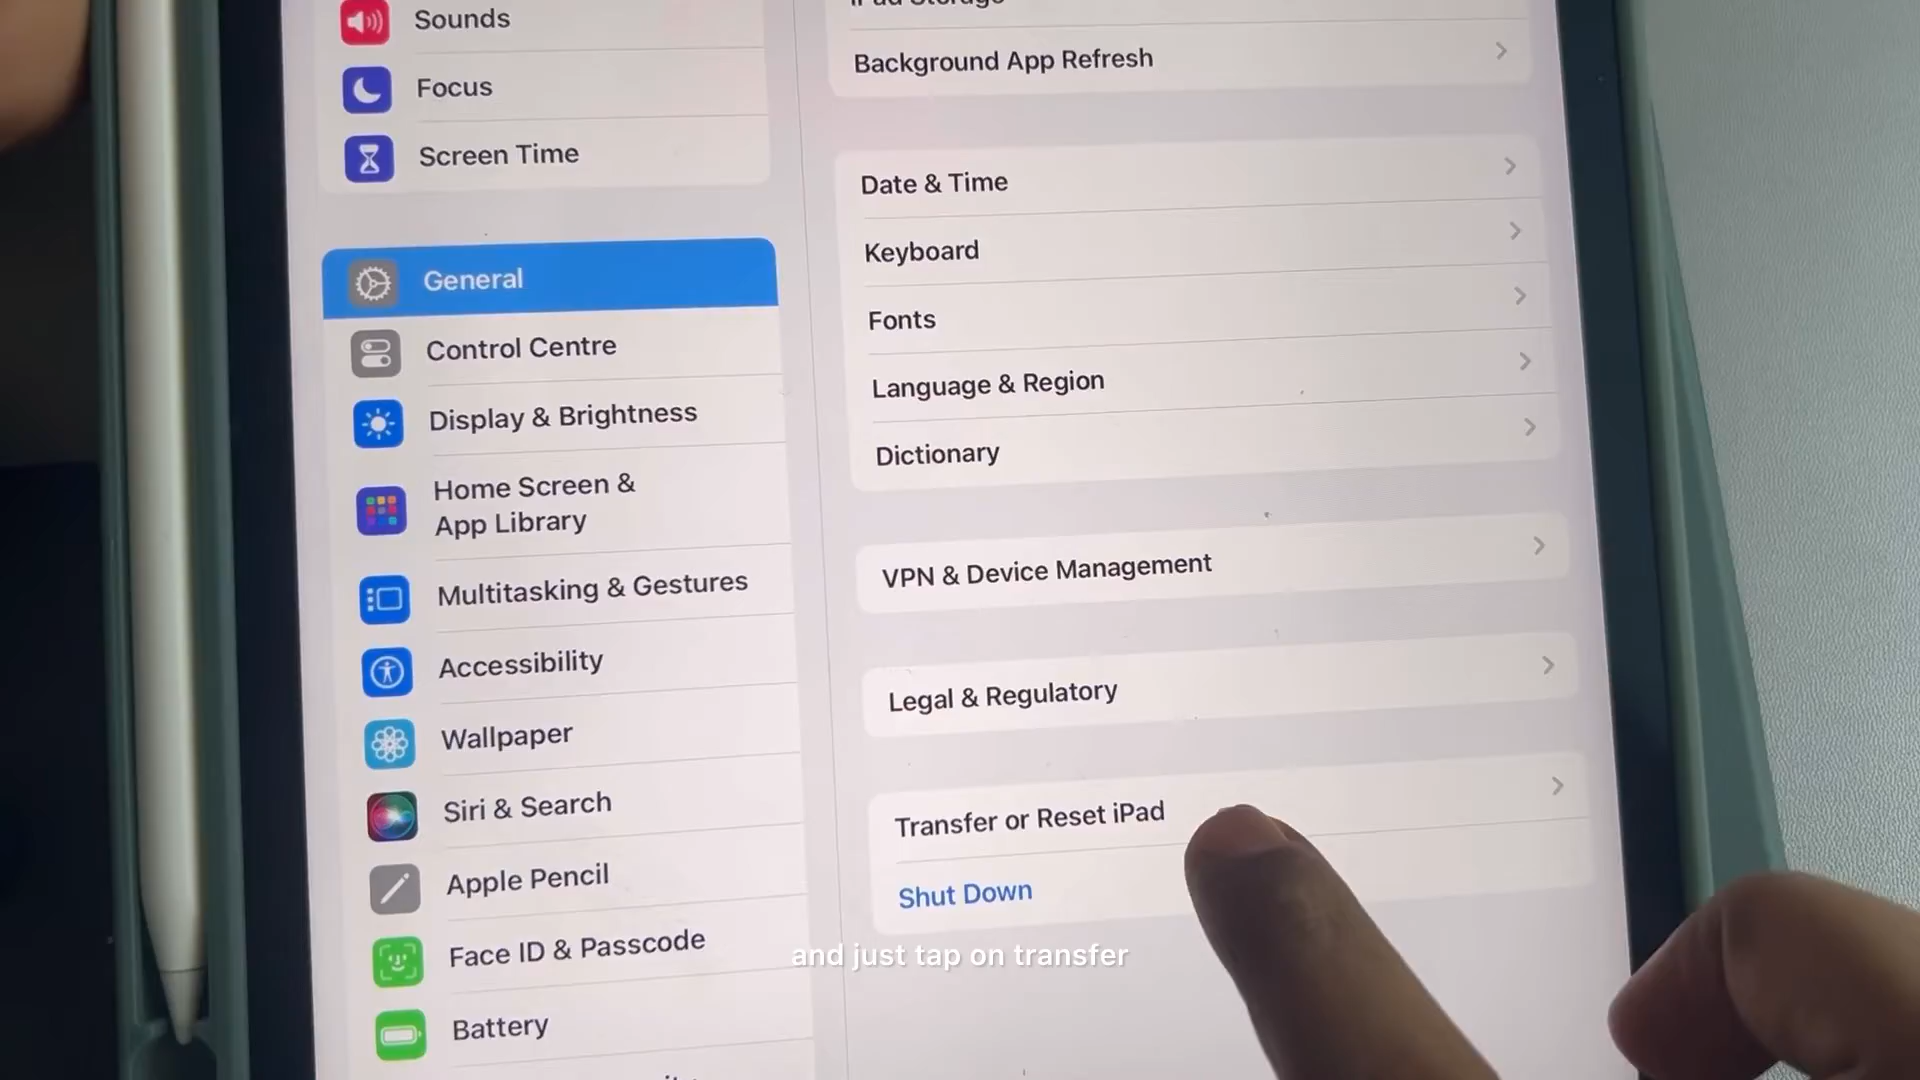 Sounds
Focus
Screen Time
General
Control Centre
Display & Brightness
Home Screen &
App Library
Multitasking & Gestures
Accessibility
Wallpaper
Siri & Search
Apple Pencil
Face ID & Passcode
Battery
iPad Storage
Background App Refresh
Date & Time
Keyboard
Fonts
Language & Region
Dictionary
VPN & Device Management
Legal & Regulatory
Transfer or Reset iPad
Shut Down
and just tap on transfer